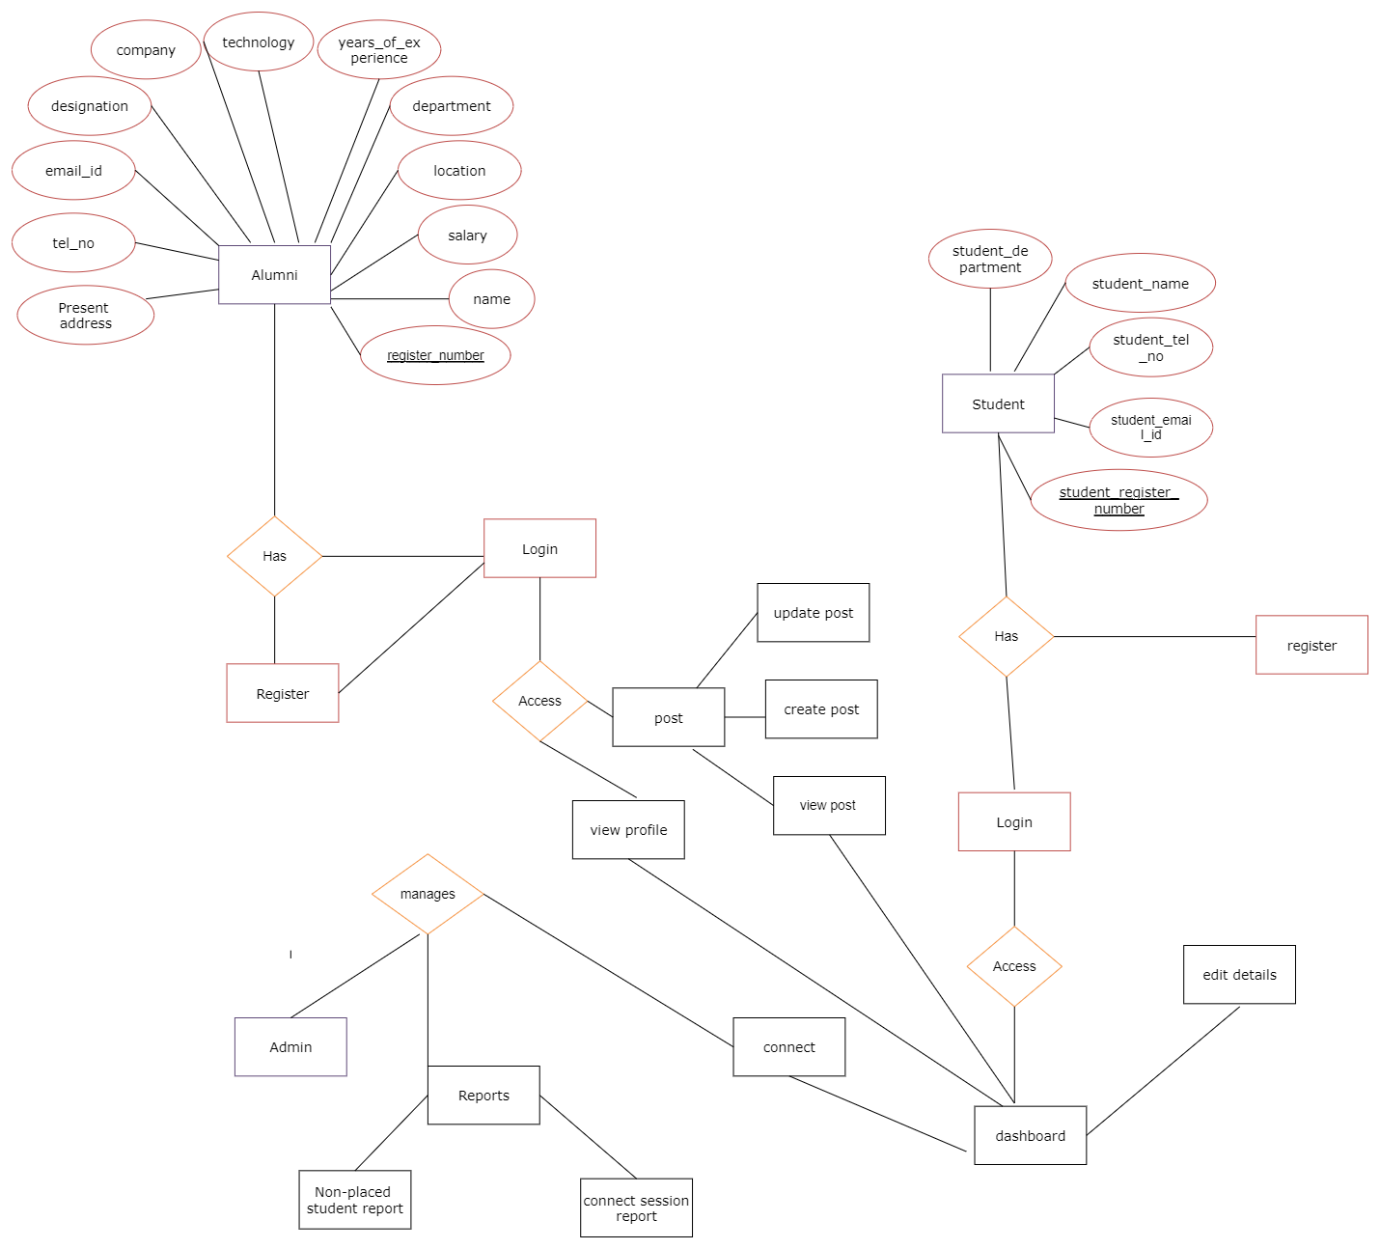 company
technology
years_of_ex
perience
designation
department
email_id
location
tel_no
salary
Alumni
name
Present
address
register_number
student_de
partment
student_name
student_tel
_no
Student
student_emai
l_id
student_register_
number
Has
Login
Register
Access
post
update post
create post
view post
view profile
Has
register
Login
Access
manages
Admin
Reports
connect
edit details
dashboard
Non-placed
student report
connect session
report